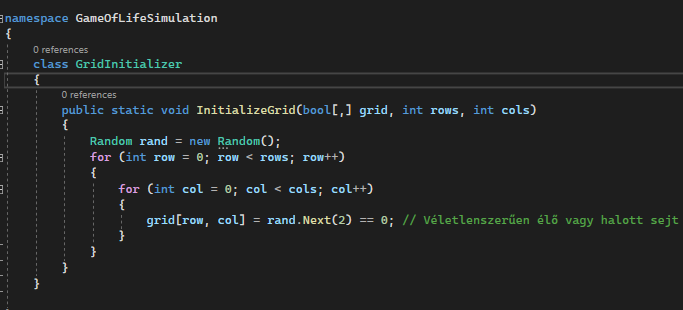 namespace GameOfLifeSimulation
{
0 references
class GridInitializer
{
0 references
public static void InitializeGrid(bool[,] grid, int rows, int cols)
{
Random rand = new Random();
for (int row = 0; row < rows; row++)
{
for (int col = 0; col < cols; col++)
{
grid[row, col] = rand.Next(2) == 0; // Véletlenszerűen élő vagy halott sejt
}
}
}
}